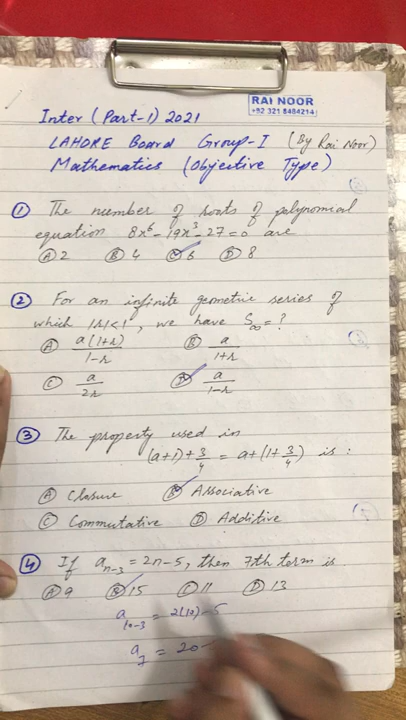 RAI NOOR
+92 321 8484214
Inter (Part-1) 2021
LAHORE Board Group-I (By Rai Noor)
Mathematics (Objective Type)
① The number of roots of polynomial
equation 8x⁶ - 19x³ - 27 = 0 are
Ⓐ 2 Ⓑ 4 Ⓒ 6 Ⓓ 8
② For an infinite geometric series of
which |r| < 1, we have S∞ = ?
Ⓐ a(1+r)/1-r Ⓑ a/1+r
Ⓒ a/2r Ⓓ a/1-r
③ The property used in
(a+1) + 3/4 = a + (1 + 3/4) is :
Ⓐ Closure Ⓑ Associative
Ⓒ Commutative Ⓓ Additive
④ If aₙ₋₃ = 2n-5, then 7th term is
Ⓐ 9 Ⓑ 15 Ⓒ 11 Ⓓ 13
a₁₀₋₃ = 2(10) - 5
a₇ = 20 -